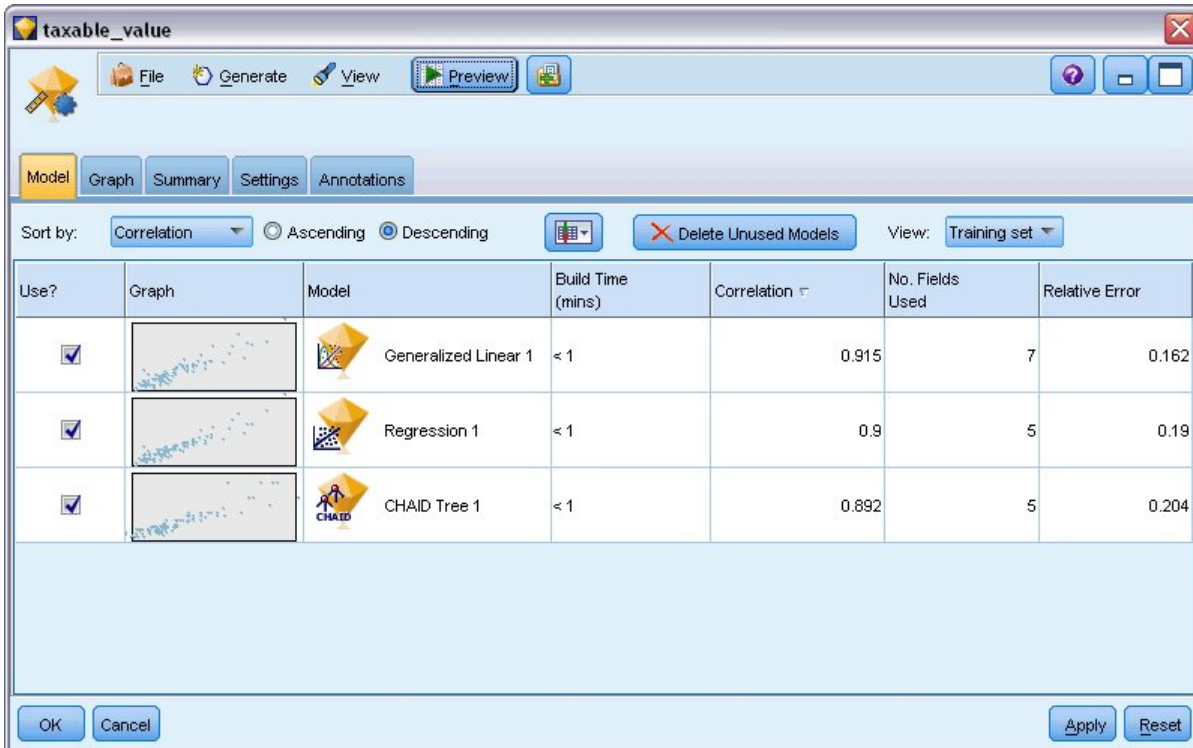 taxable_value
File Generate View Preview
Model Graph Summary Settings Annotations
Sort by: Correlation Ascending Descending Delete Unused Models View: Training set
Use? Graph Model Build Time (mins) Correlation No. Fields Used Relative Error
Generalized Linear 1 < 1 0.915 7 0.162
Regression 1 < 1 0.9 5 0.19
CHAID CHAID Tree 1 < 1 0.892 5 0.204
OK Cancel Apply Reset